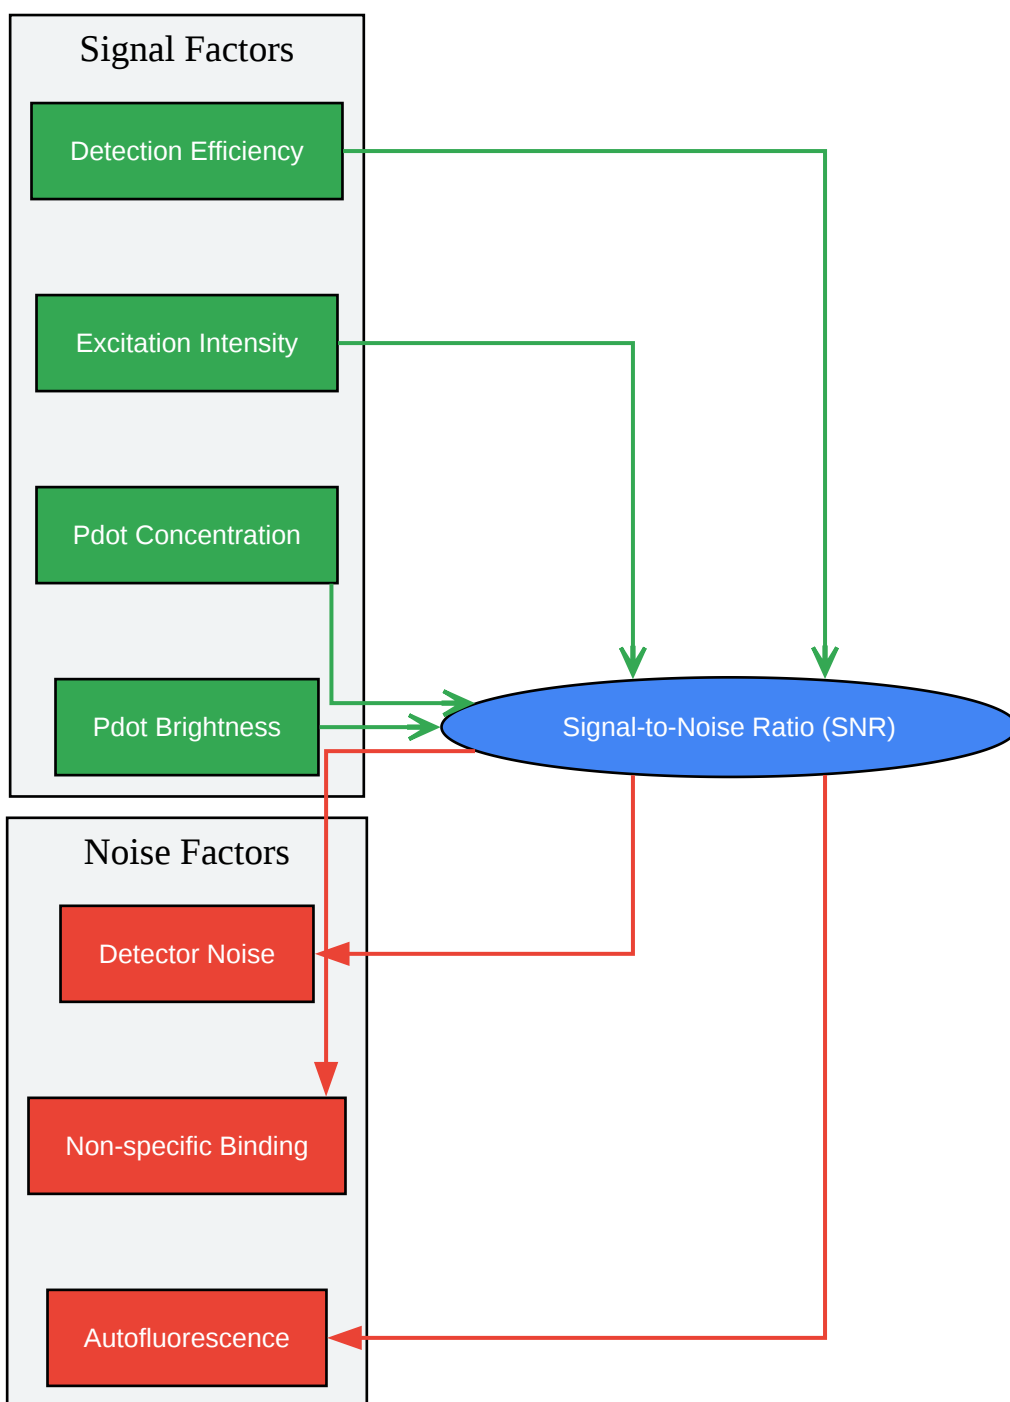 Signal Factors
Detection Efficiency
Excitation Intensity
Pdot Concentration
Pdot Brightness
Signal-to-Noise Ratio (SNR)
Noise Factors
Detector Noise
Non-specific Binding
Autofluorescence